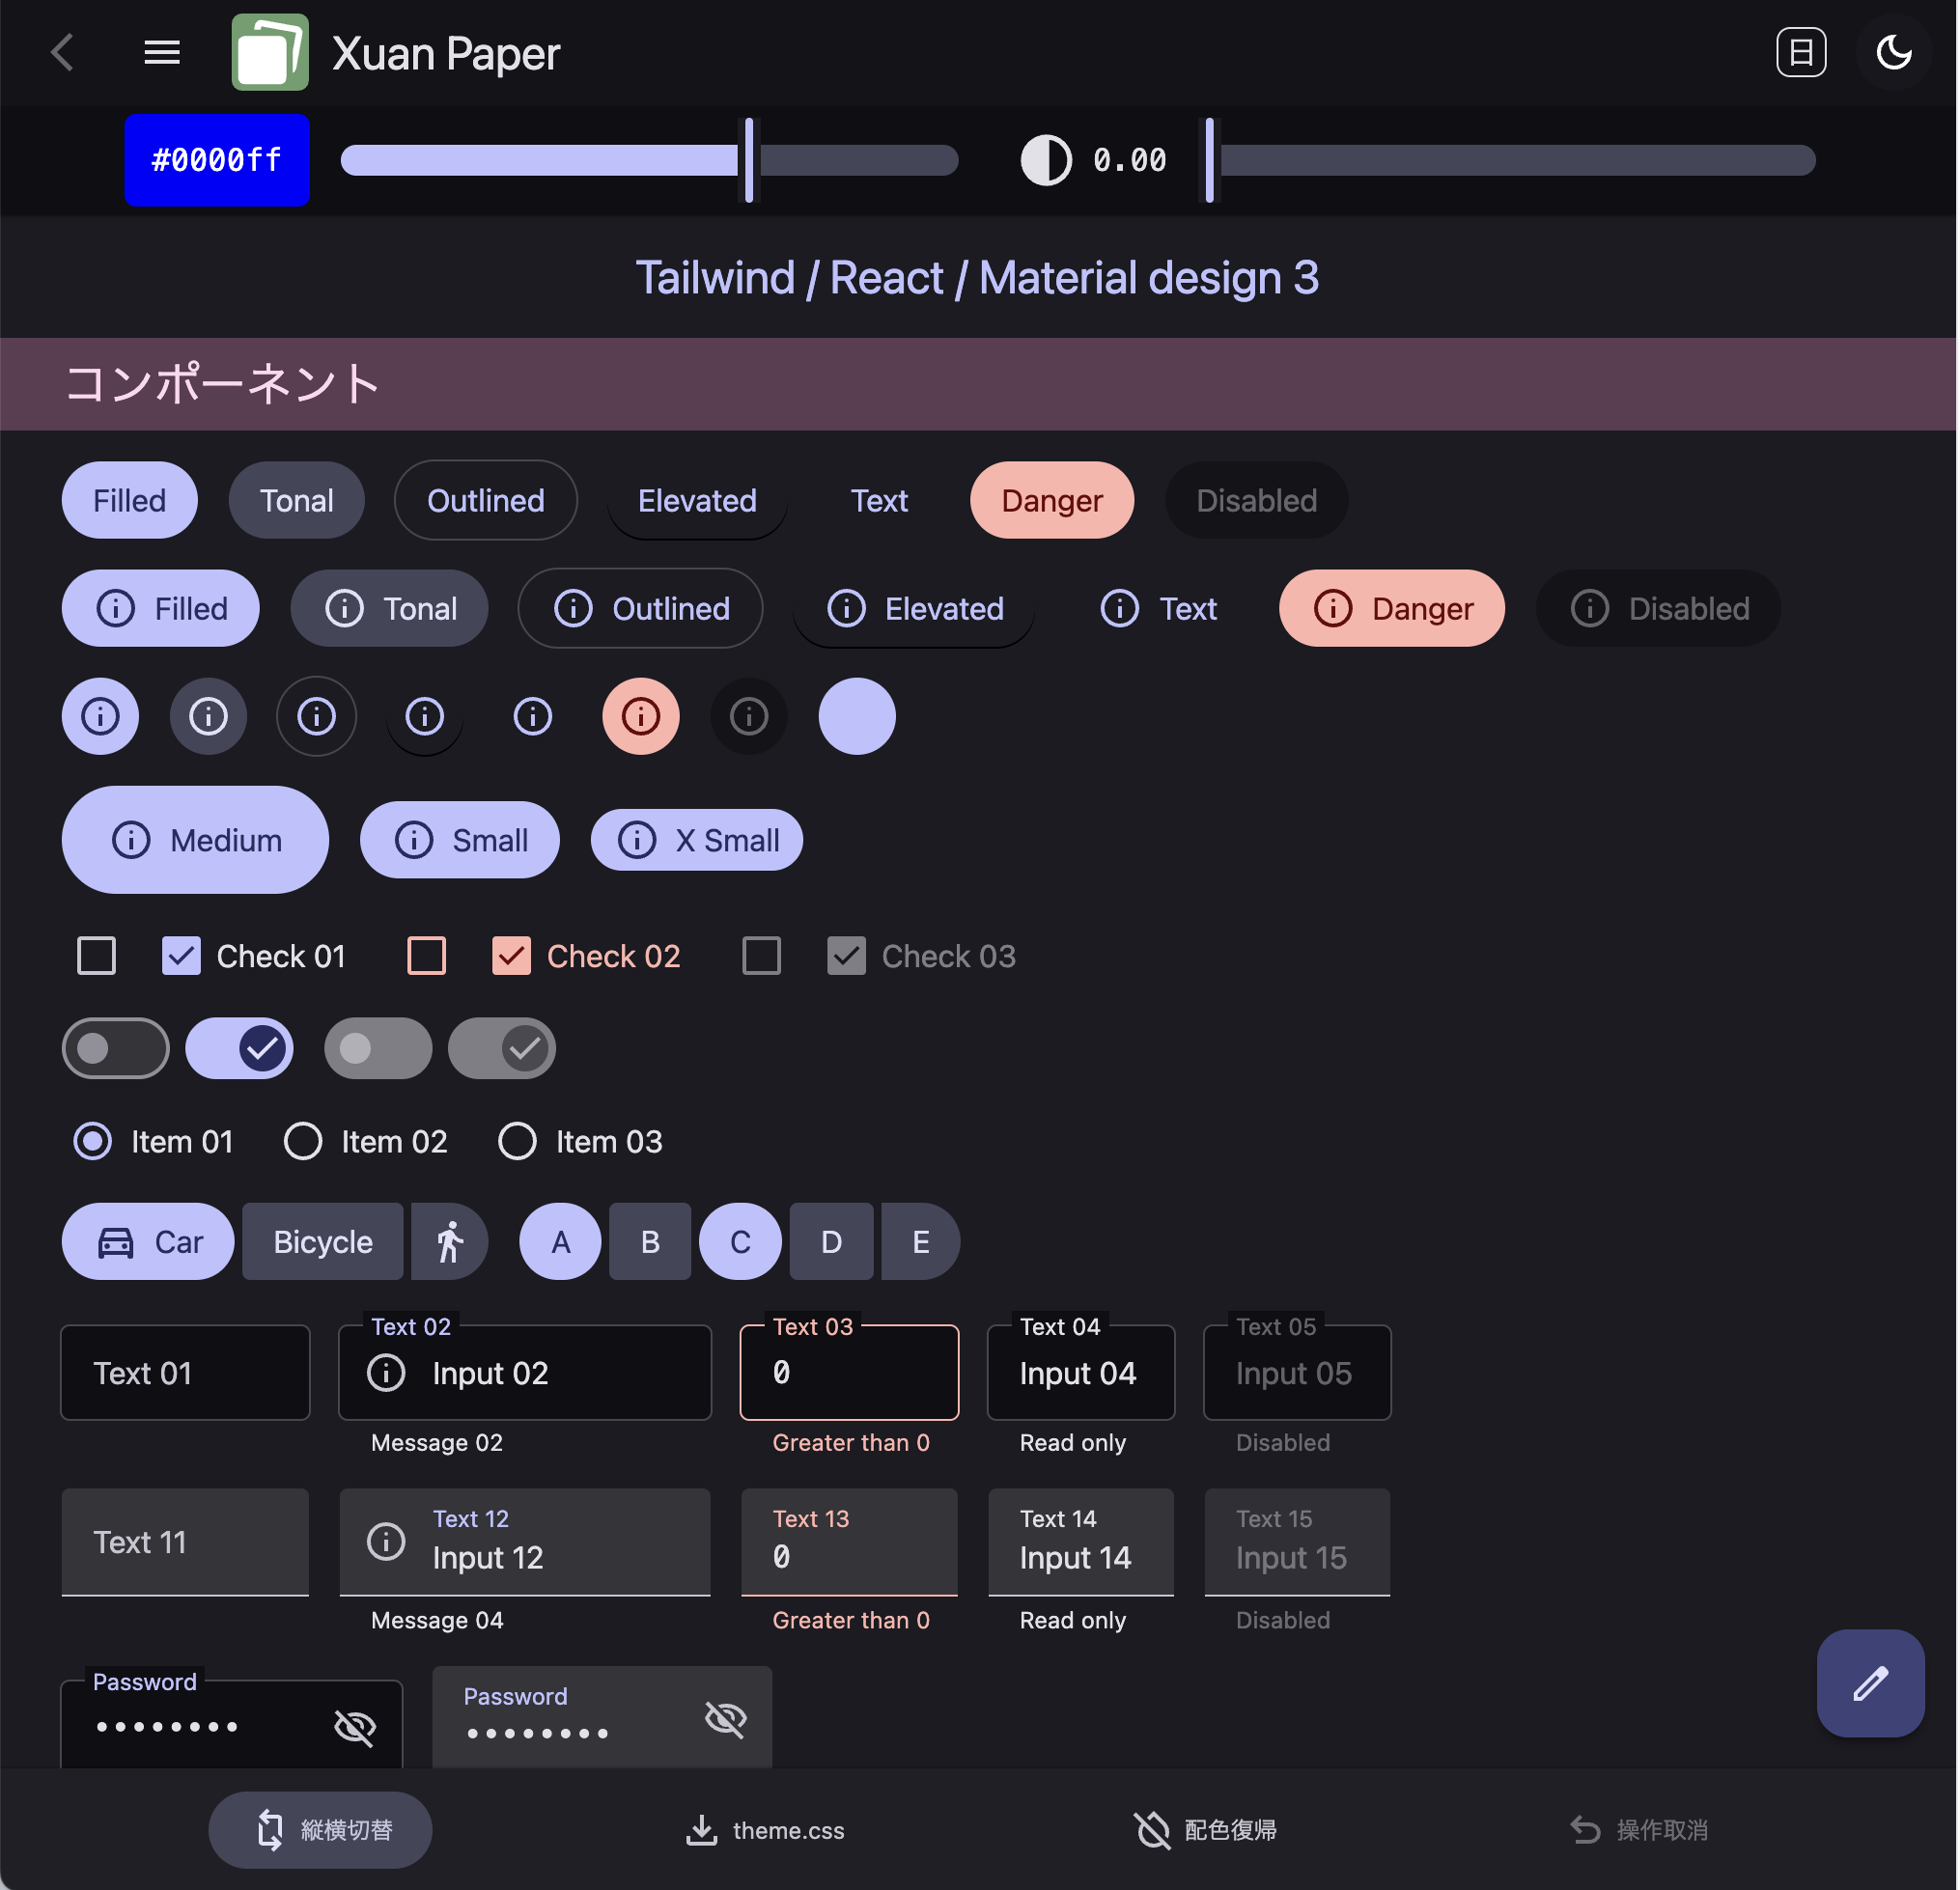 Xuan Paper
日
#0000ff
0.00
Tailwind / React / Material design 3
コンポーネント
Filled Tonal Outlined Elevated Text Danger Disabled
Filled Tonal Outlined Elevated Text Danger Disabled
Medium Small X Small
Check 01 Check 02 Check 03
Item 01 Item 02 Item 03
Car Bicycle A B C D E
Text 02 Text 03 Text 04 Text 05
Text 01 Input 02 0 Input 04 Input 05
Message 02 Greater than 0 Read only Disabled
Text 12 Text 13 Text 14 Text 15
Text 11 Input 12 0 Input 14 Input 15
Message 04 Greater than 0 Read only Disabled
Password Password
縦横切替 theme.css 配色復帰 操作取消